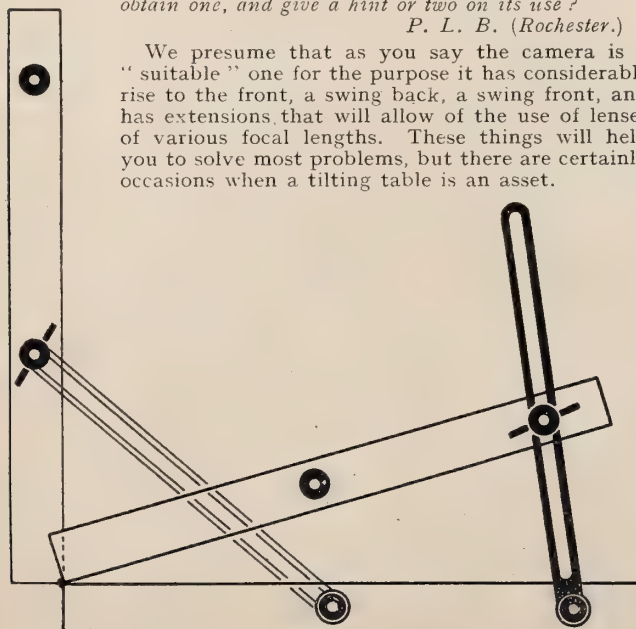 obtain one, and give a hint or two on its use?
P. L. B. (Rochester.)
We presume that as you say the camera is
" suitable " one for the purpose it has considerabl
rise to the front, a swing back, a swing front, an
has extensions that will allow of the use of lense
of various focal lengths. These things will hel
you to solve most problems, but there are certainl
occasions when a tilting table is an asset.